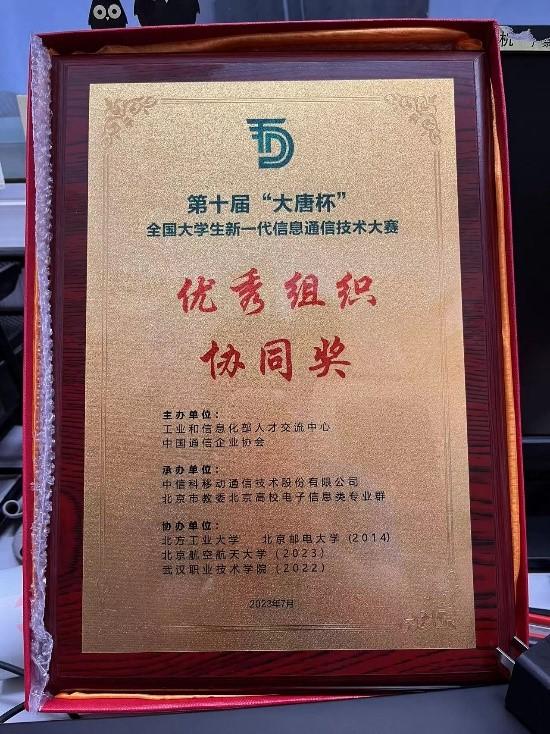 第十届“大唐杯”
全国大学生新一代信息通信技术大赛
优秀组织
协同奖
主办单位：
工业和信息化部人才交流中心
中国通信企业协会
承办单位：
中信科移动通信技术股份有限公司
北京市教委北京高校电子信息类专业群
协办单位：
北方工业大学 北京邮电大学（2014）
北京航空航天大学（2023）
武汉职业技术学院（2022）
2023年7月
机